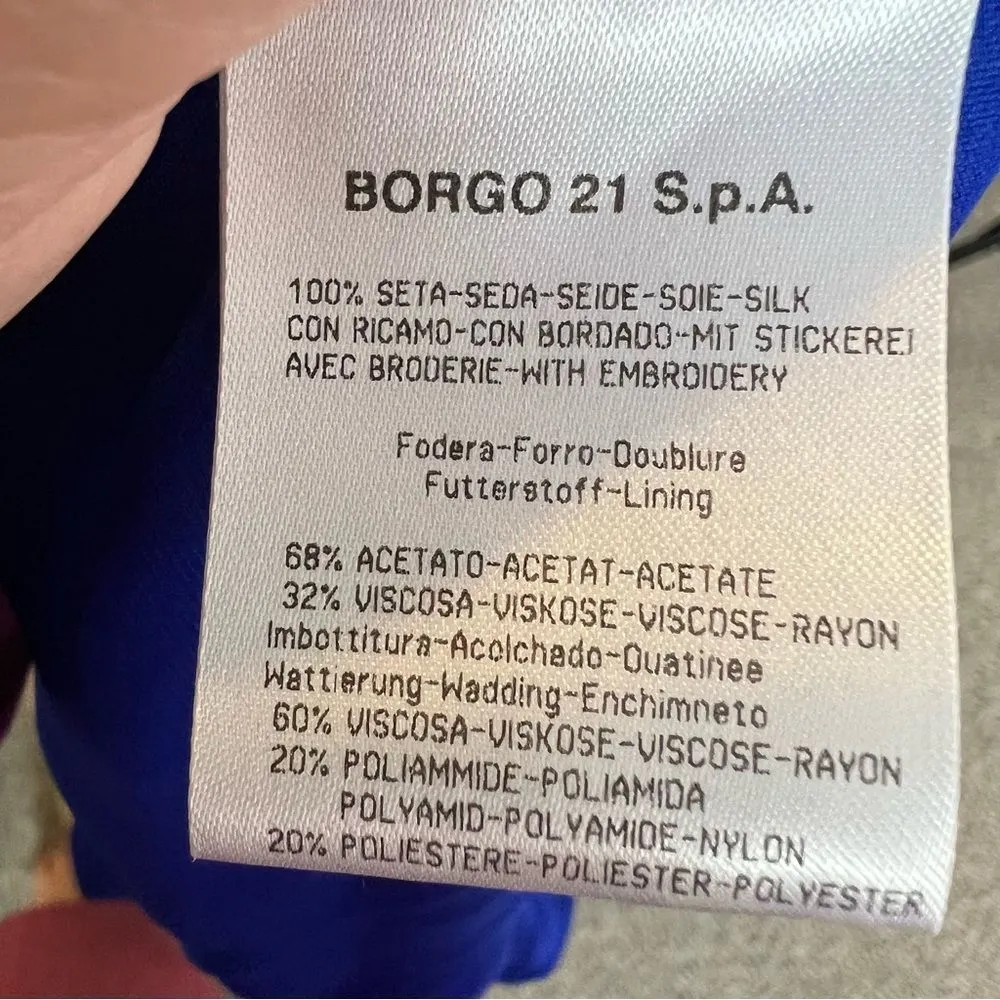 BORGO 21 S.p.A.
100% SETA-SEDA-SEIDE-SOIE-SILK
CON RICAMO-CON BORDADO-MIT STICKEREI
AVEC BRODERIE-WITH EMBROIDERY
Fodera-Forro-Doublure
Futterstoff-Lining
68% ACETATO-ACETAT-ACETATE
32% VISCOSA-VISKOSE-VISCOSE-RAYON
Imbottitura-Acolchado-Ouatinee
Wattierung-Wadding-Enchimneto
60% VISCOSA-VISKOSE-VISCOSE-RAYON
20% POLIAMMIDE-POLIAMIDA
POLYAMID-POLYAMIDE-NYLON
20% POLIESTERE-POLIESTER-POLYESTER